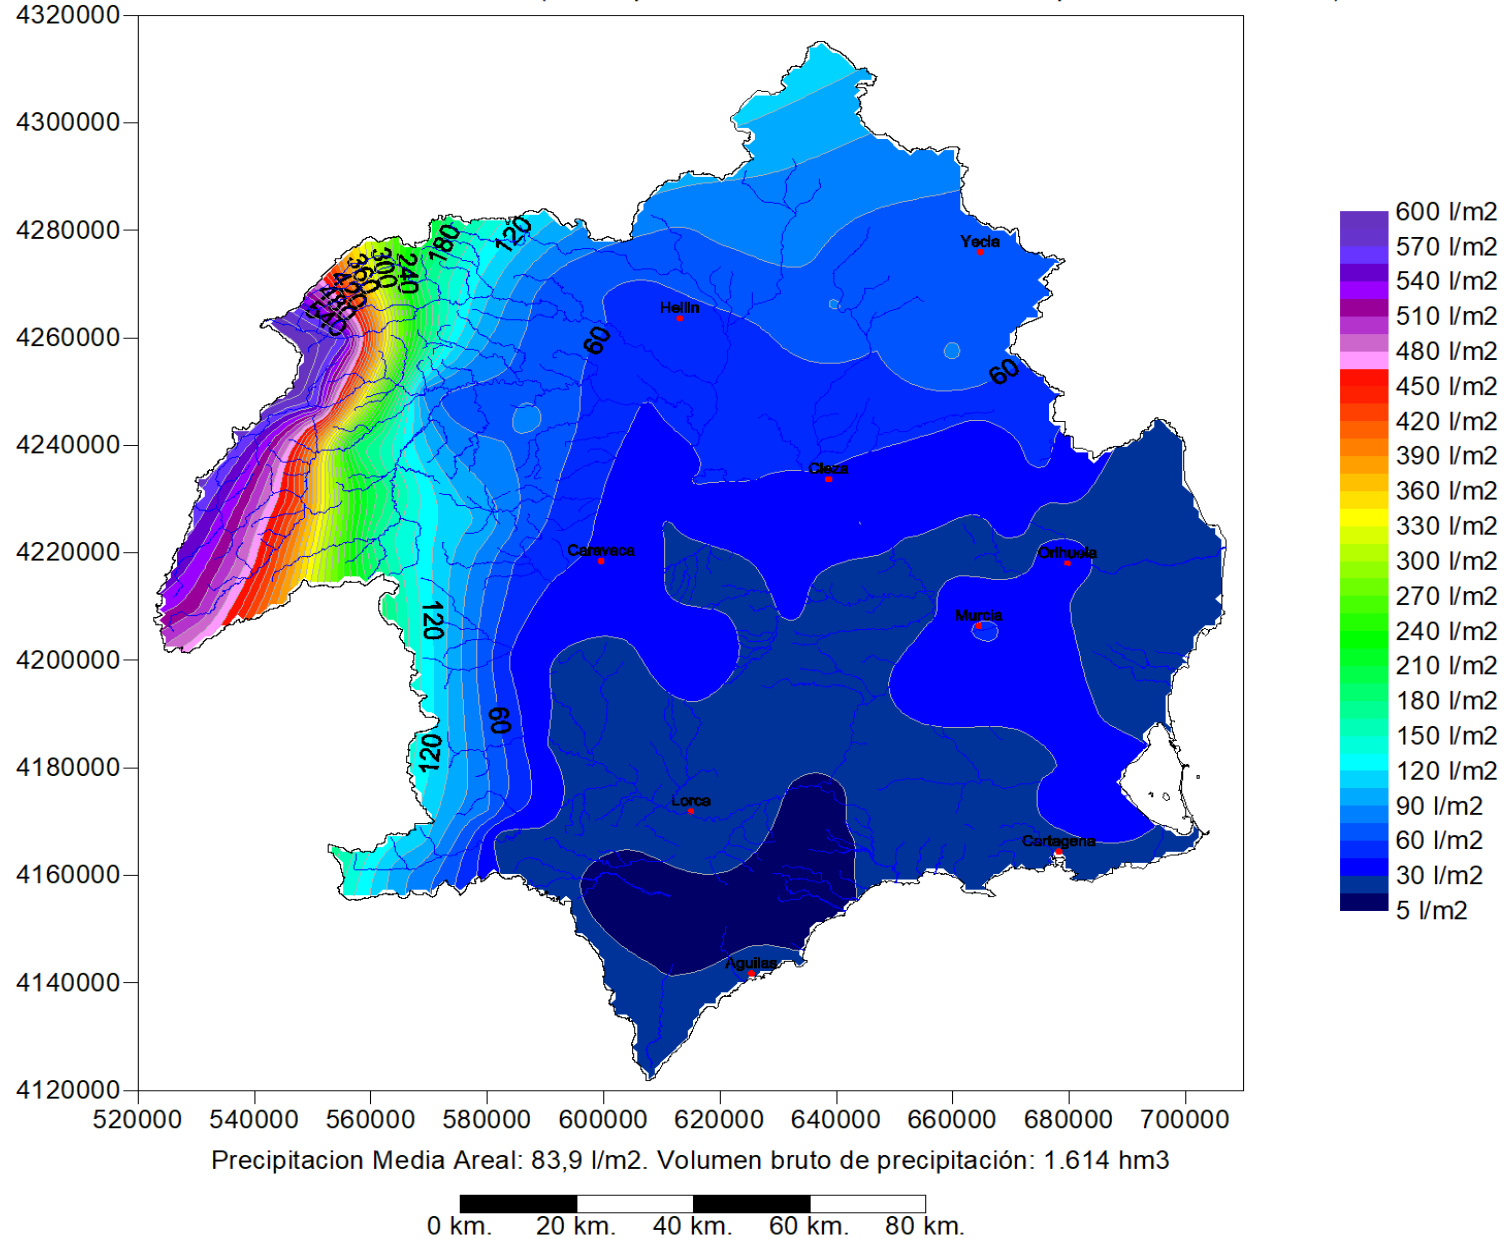 4320000
4300000
4280000
4260000
4240000
4220000
4200000
4180000
4160000
4140000
4120000
520000 540000 560000 580000 600000 620000 640000 660000 680000 700000
180
120
240
300
360
540
Yecla
Hellin
60
60
Cieza
Caravaca
Orihuela
120
Murcia
60
120
Lorca
Cartagena
Aguilas
600 l/m2
570 l/m2
540 l/m2
510 l/m2
480 l/m2
450 l/m2
420 l/m2
390 l/m2
360 l/m2
330 l/m2
300 l/m2
270 l/m2
240 l/m2
210 l/m2
180 l/m2
150 l/m2
120 l/m2
90 l/m2
60 l/m2
30 l/m2
5 l/m2
Precipitacion Media Areal: 83,9 l/m2. Volumen bruto de precipitación: 1.614 hm3
0 km. 20 km. 40 km. 60 km. 80 km.